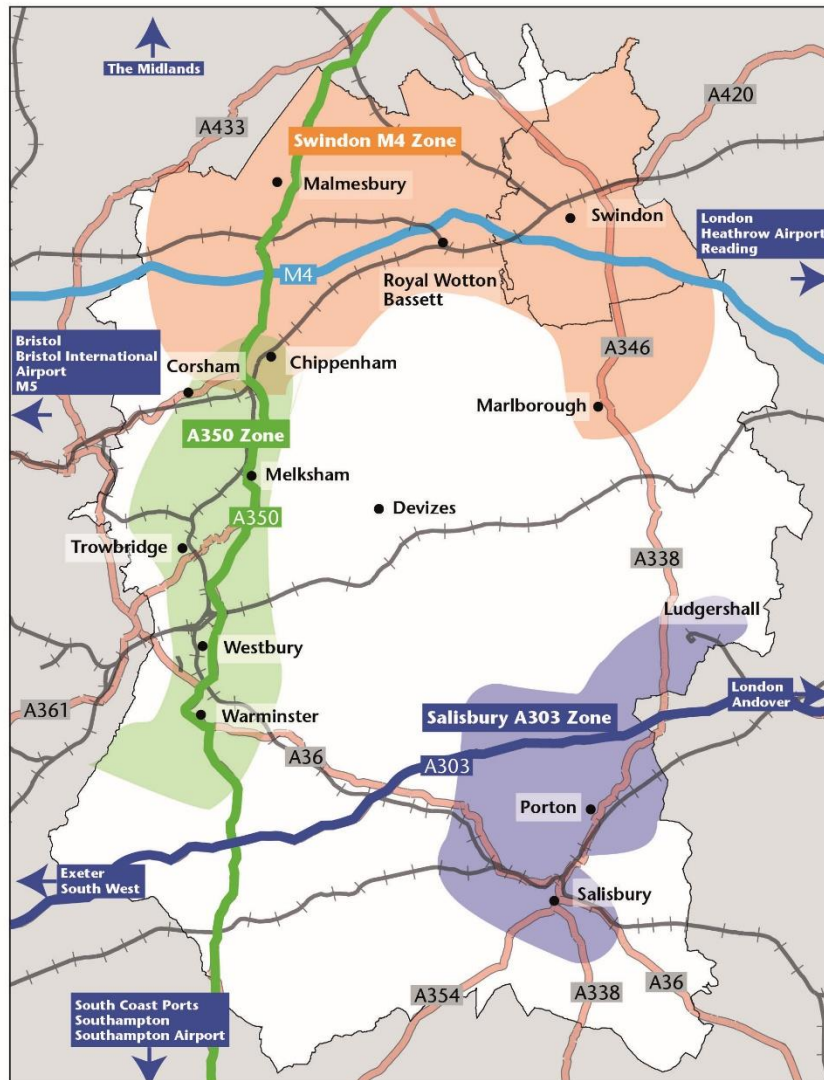 The Midlands
A420
A433
Swindon M4 Zone
Malmesbury
Swindon
London
Heathrow Airport
Reading
M4
Royal Wotton
Bassett
Bristol
Bristol International
Airport
M5
Corsham
Chippenham
A346
Marlborough
A350 Zone
Melksham
Devizes
A350
Trowbridge
A338
Ludgershall
Westbury
London
Andover
A361
Warminster
Salisbury A303 Zone
A36
A303
Porton
Exeter
South West
Salisbury
A354
A338
A36
South Coast Ports
Southampton
Southampton Airport